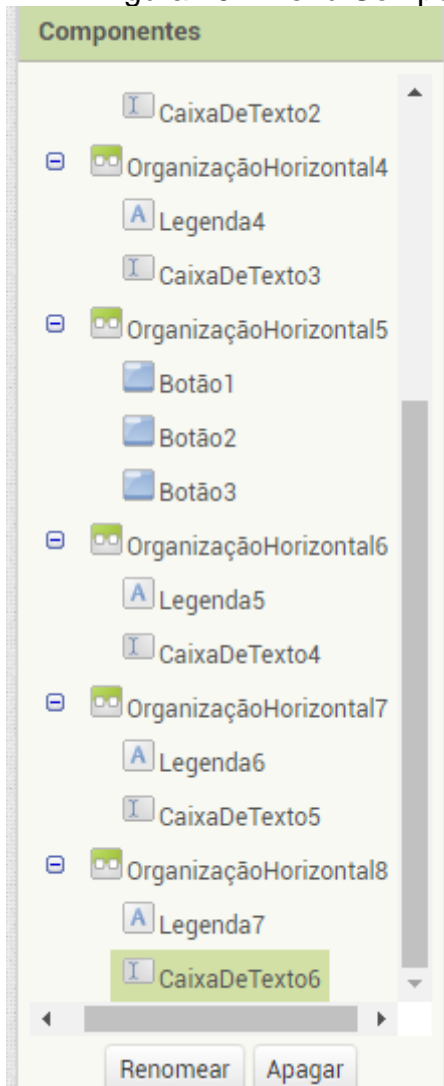 Componentes
CaixaDeTexto2
OrganizaçãoHorizontal4
Legenda4
CaixaDeTexto3
OrganizaçãoHorizontal5
Botão1
Botão2
Botão3
OrganizaçãoHorizontal6
Legenda5
CaixaDeTexto4
OrganizaçãoHorizontal7
Legenda6
CaixaDeTexto5
OrganizaçãoHorizontal8
Legenda7
CaixaDeTexto6
Renomear Apagar